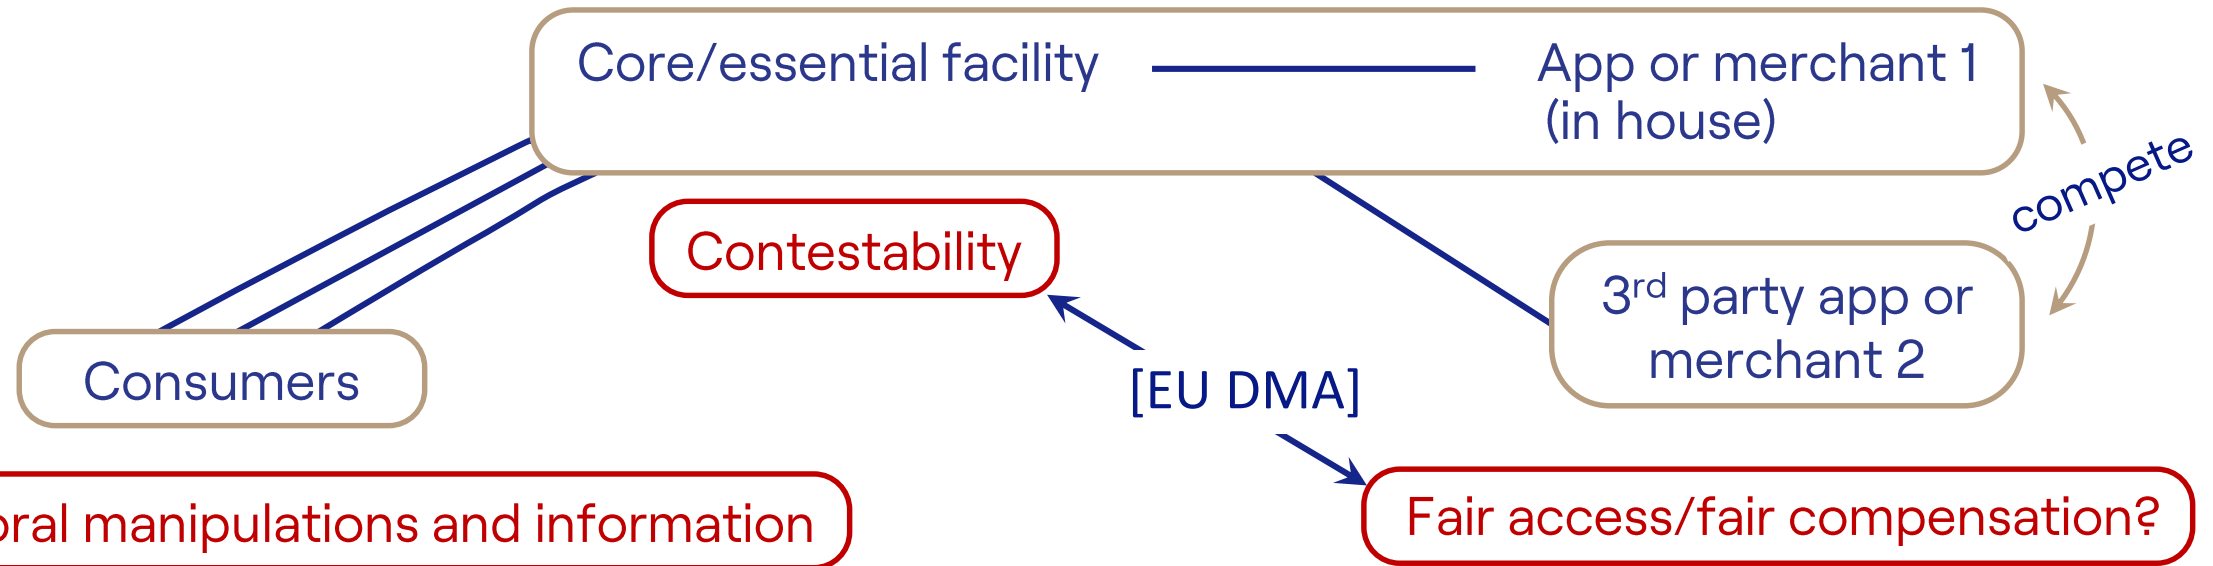 Core/essential facility
App or merchant 1
(in house)
compete
Contestability
3rd party app or
merchant 2
Consumers
[EU DMA]
manipulations and information
Fair access/fair compensation?